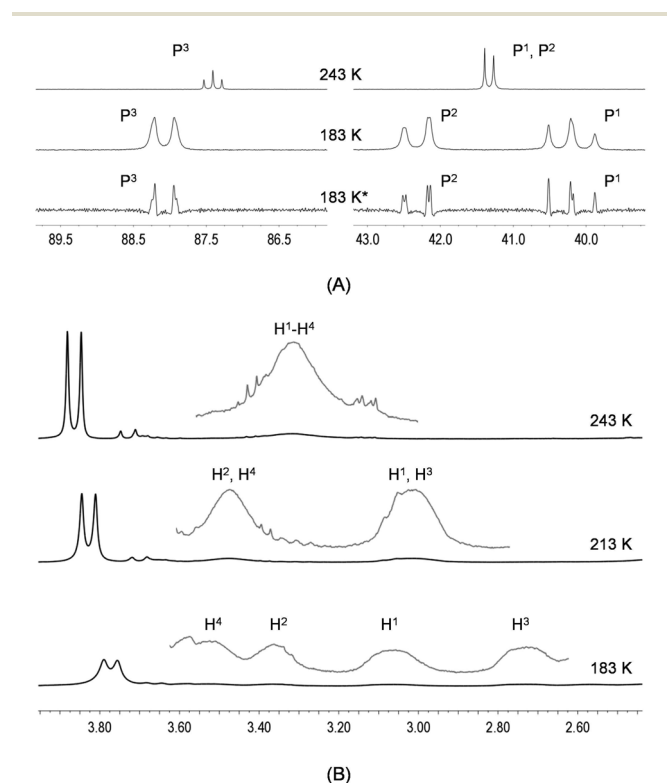 P³ P¹, P²
243 K
P³ P² P¹
183 K
P³ P² P¹
183 K*
89.5 88.5 87.5 86.5 43.0 42.0 41.0 40.0
(A)
H¹-H⁴
243 K
H², H⁴ H¹, H³
213 K
H⁴ H² H¹ H³
183 K
3.80 3.60 3.40 3.20 3.00 2.80 2.60
(B)